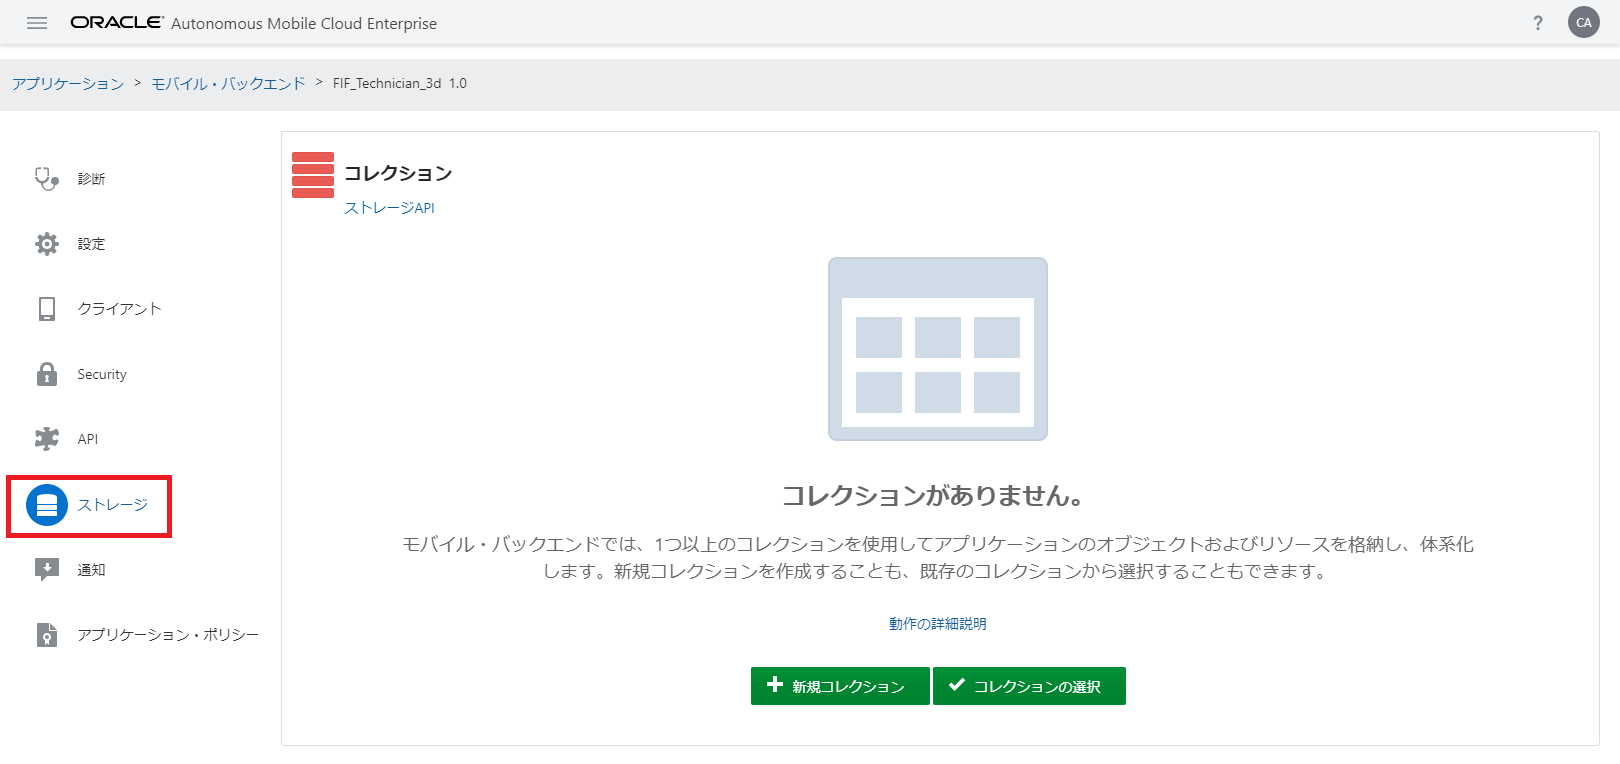 ORACLE® Autonomous Mobile Cloud Enterprise
? CA
アプリケーション > モバイル・バックエンド > FIF_Technician_3d 1.0
診断
設定
クライアント
Security
API
ストレージ
通知
アプリケーション・ポリシー
コレクション
ストレージAPI
コレクションがありません。
モバイル・バックエンドでは、1つ以上のコレクションを使用してアプリケーションのオブジェクトおよびリソースを格納し、体系化
します。新規コレクションを作成することも、既存のコレクションから選択することもできます。
動作の詳細説明
新規コレクション コレクションの選択